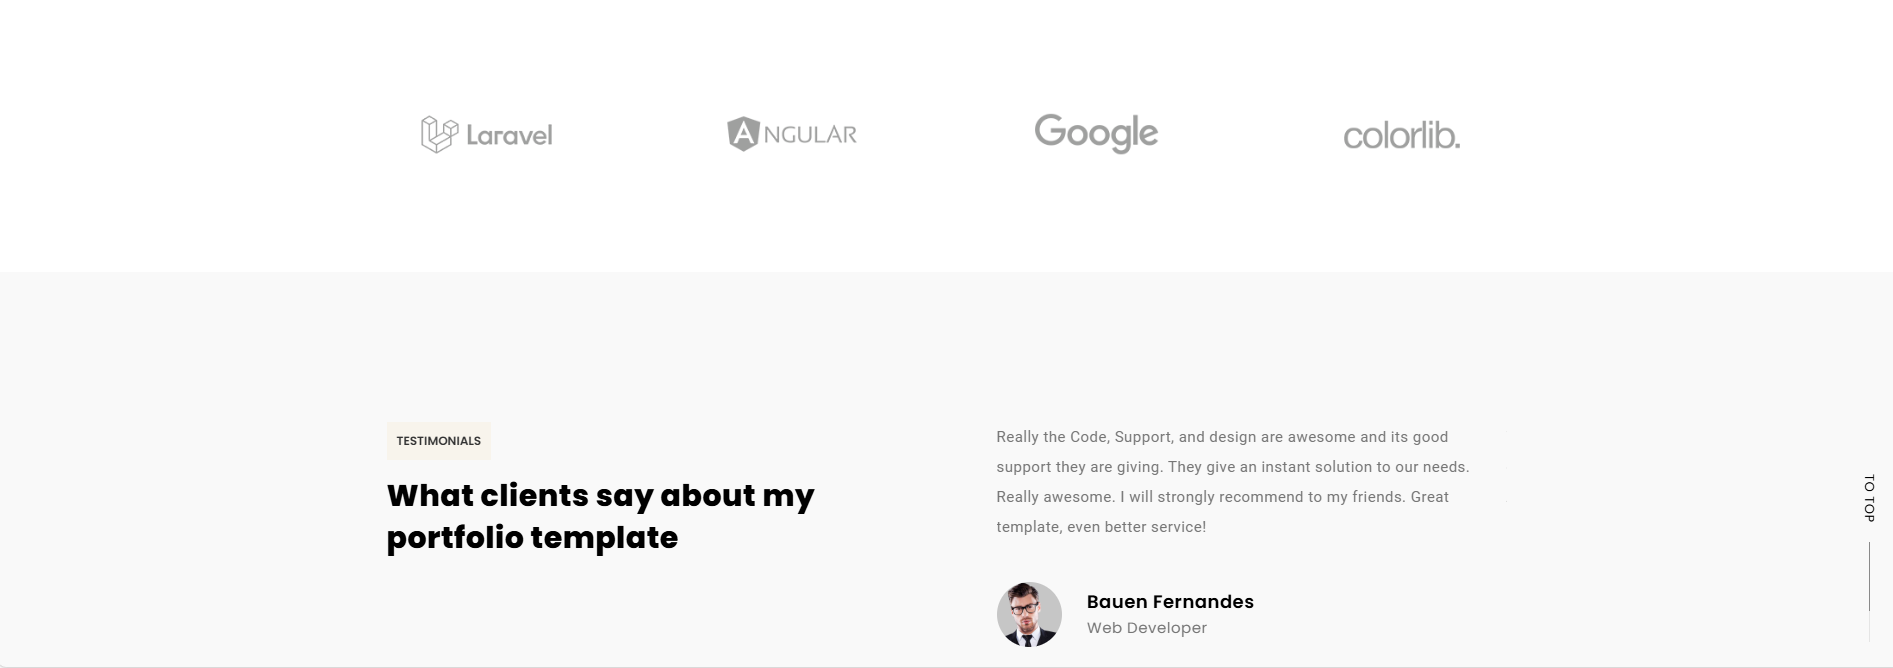 Laravel
ANGULAR
Google
colorlib.
TESTIMONIALS
What clients say about my
portfolio template
Really the Code, Support, and design are awesome and its good
support they are giving. They give an instant solution to our needs.
Really awesome. I will strongly recommend to my friends. Great
template, even better service!
Bauen Fernandes
Web Developer
TO TOP